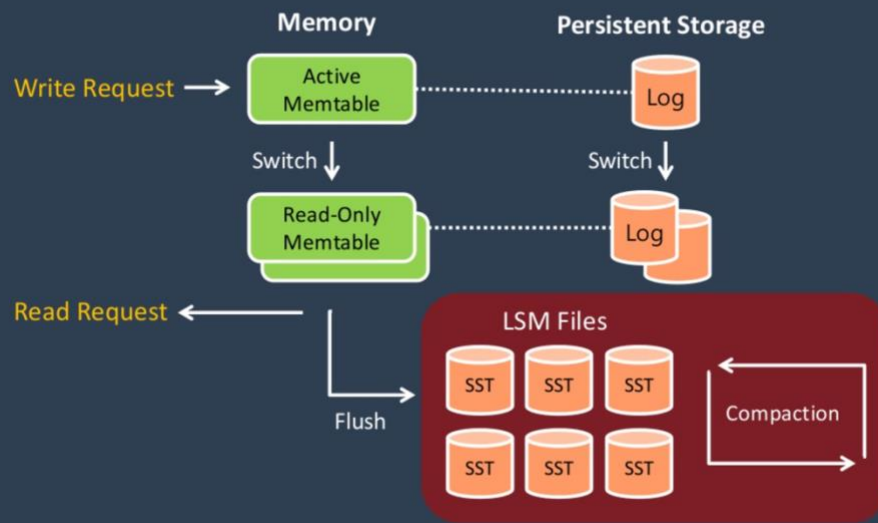 Memory
Persistent Storage
Write Request
Active
Memtable
Log
Switch
Switch
Read-Only
Memtable
Log
Read Request
LSM Files
SST
SST
SST
Flush
Compaction
SST
SST
SST